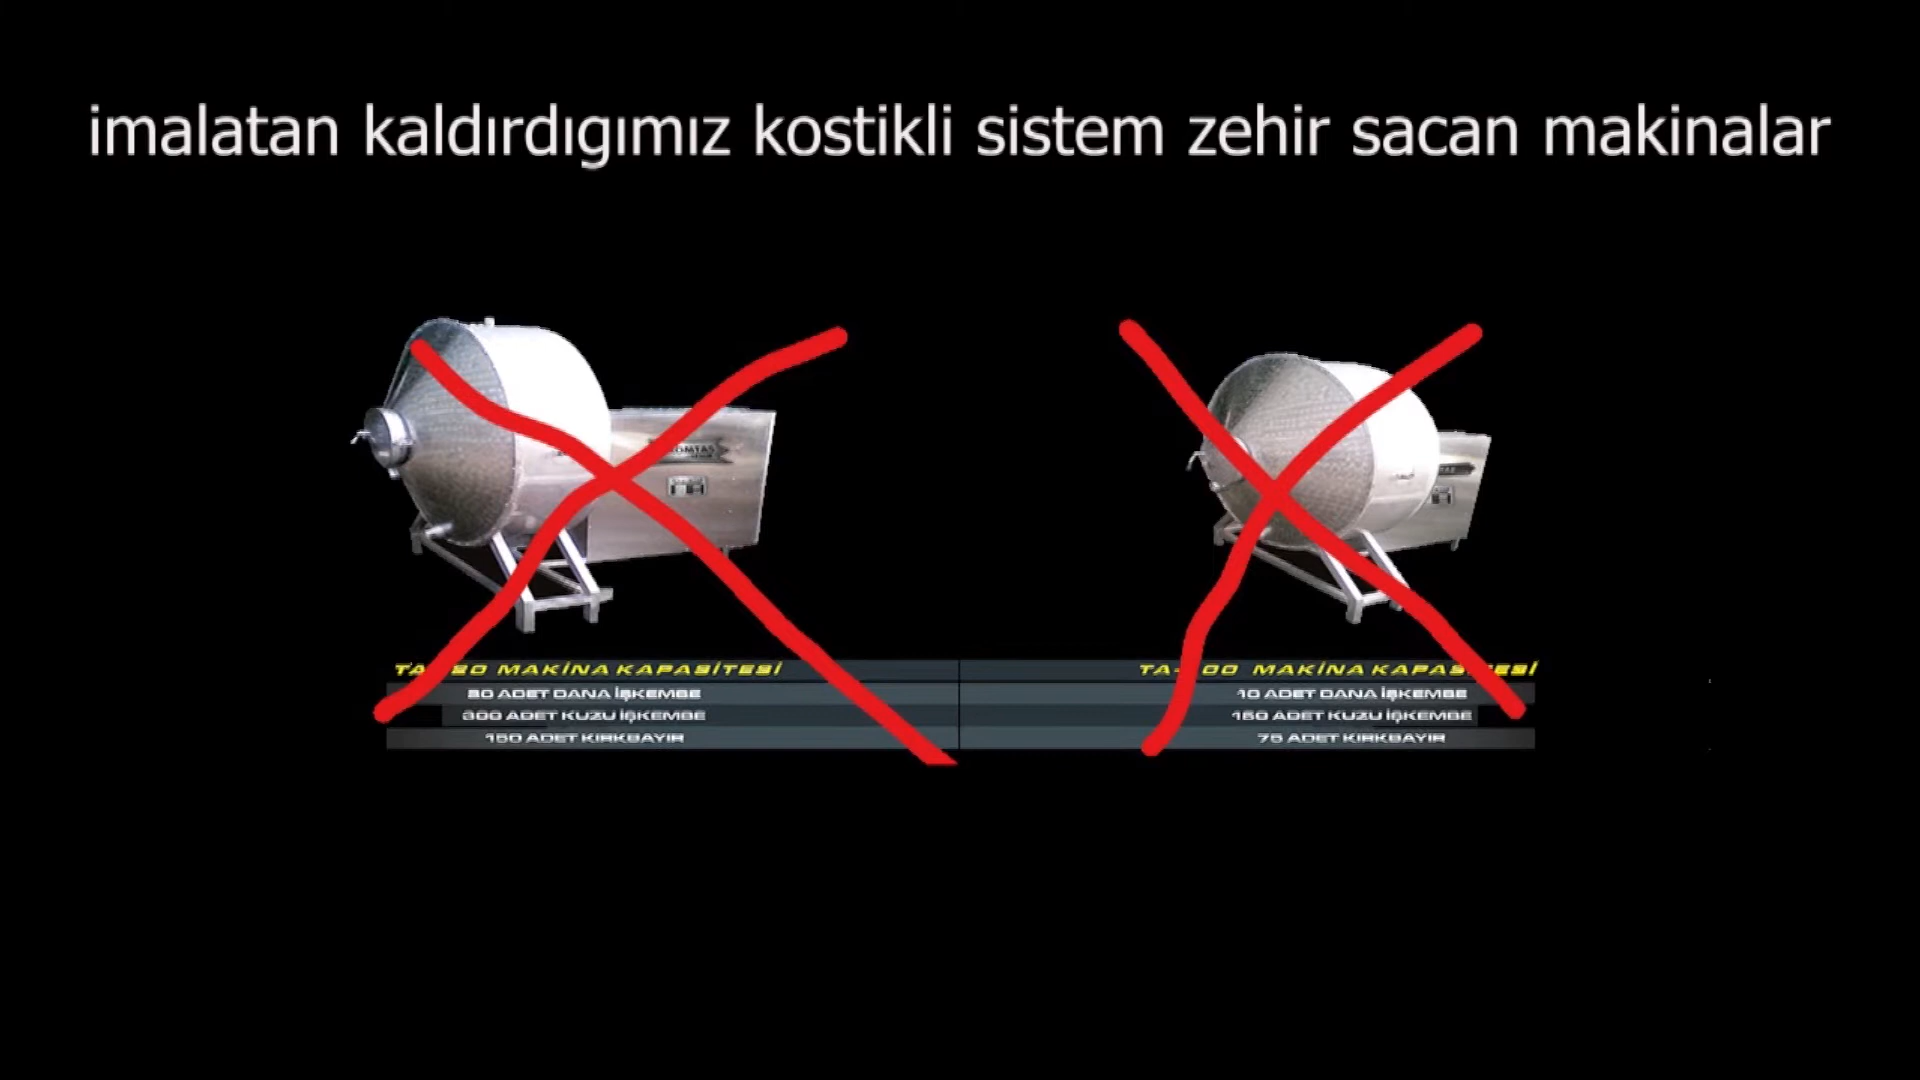 imalatan kaldırdıgımız kostikli sistem zehir sacan makinalar
MAKİNA KAPASİTESİ
ADET DANA İŞKEMBE
300 ADET KUZU İŞKEMBE
150 ADET KIRKBAYIR
MAKİNA
10 ADET DANA İŞKEMBE
150 ADET KUZU İŞKEMBE
75 ADET KIRKBAYIR